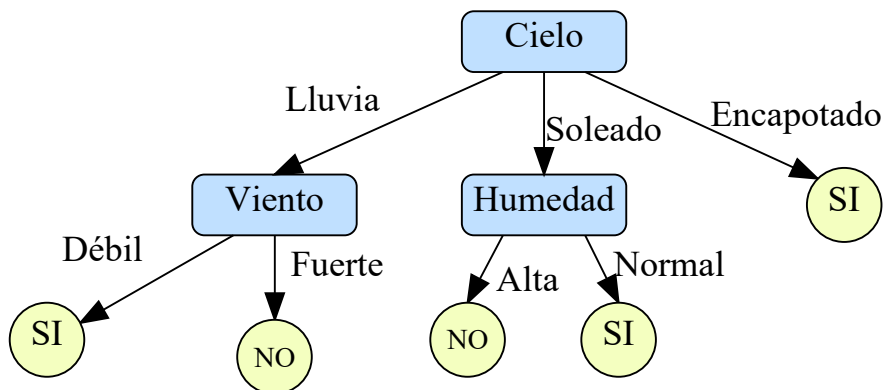 Cielo
Lluvia
Soleado
Encapotado
Viento
Humedad
SI
Débil
Fuerte
Alta
Normal
SI
NO
NO
SI